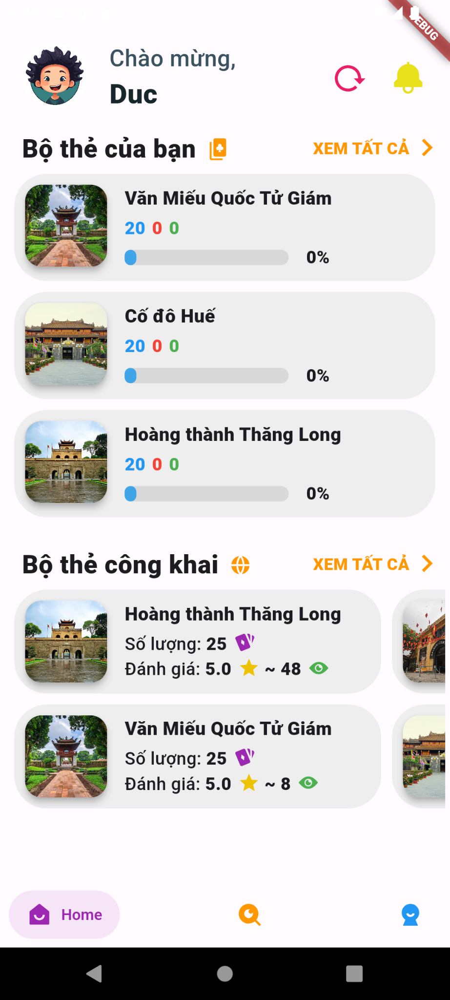 DEBUG
Chào mừng,
Duc
Bộ thẻ của bạn
XEM TẤT CẢ
Văn Miếu Quốc Tử Giám
20 0 0
0%
Cố đô Huế
20 0 0
0%
Hoàng thành Thăng Long
20 0 0
0%
Bộ thẻ công khai
XEM TẤT CẢ
Hoàng thành Thăng Long
Số lượng: 25
Đánh giá: 5.0 ~ 48
Văn Miếu Quốc Tử Giám
Số lượng: 25
Đánh giá: 5.0 ~ 8
Home